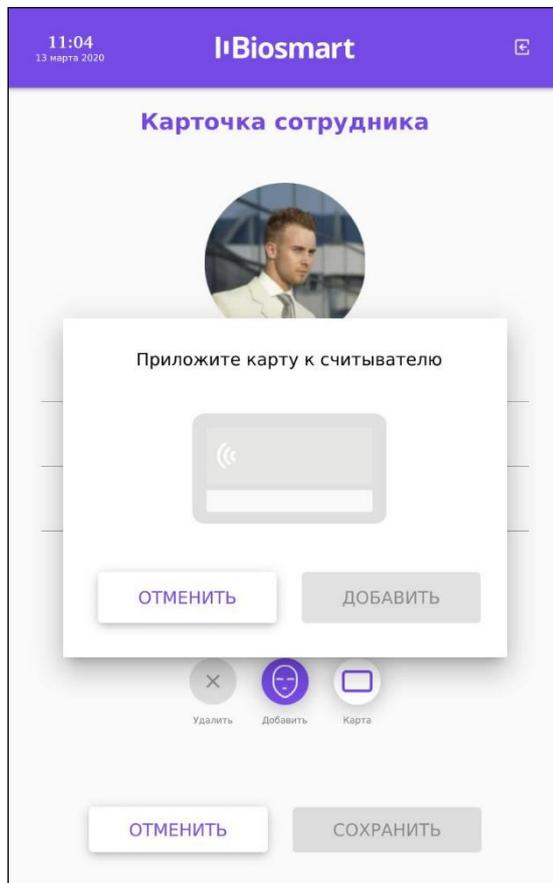 11:04
13 марта 2020
Biosmart
Карточка сотрудника
Приложите карту к считывателю
ОТМЕНИТЬ
ДОБАВИТЬ
Удалить
Добавить
Карта
ОТМЕНИТЬ
СОХРАНИТЬ